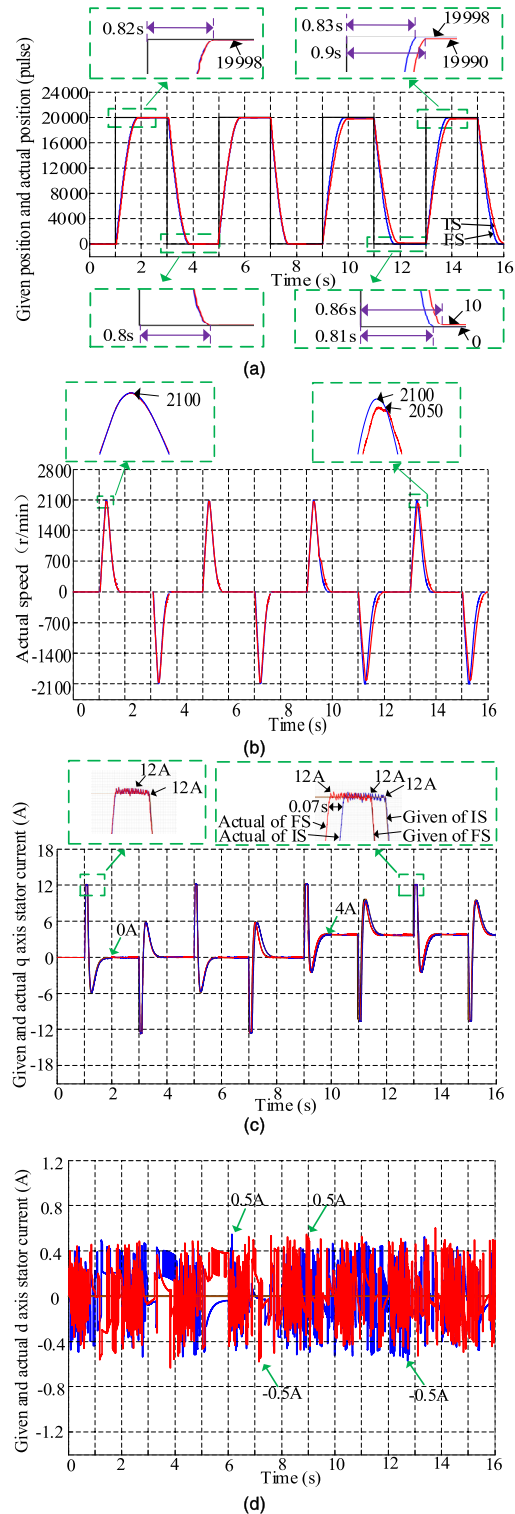 0.82s
19998
0.83s
0.9s
19998
19990
Given position and actual position (pulse)
24000
20000
16000
12000
8000
4000
0
IS
FS
0 2 4 6 8 10 12 14 16
Time (s)
0.8s
0.86s
0.81s
10
0
(a)
2100
2100
2050
Actual speed (r/min)
2800
2100
1400
700
0
-700
-1400
-2100
0 2 4 6 8 10 12 14 16
Time (s)
(b)
12A
12A
12A
12A
12A
0.07s
Actual of FS
Actual of IS
Given of IS
Given of FS
Given and actual q axis stator current (A)
18
12
6
0
-6
-12
-18
0A
4A
0 2 4 6 8 10 12 14 16
Time (s)
(c)
Given and actual d axis stator current (A)
1.2
0.8
0.4
0
-0.4
-0.8
-1.2
0.5A
0.5A
-0.5A
-0.5A
0 2 4 6 8 10 12 14 16
Time (s)
(d)